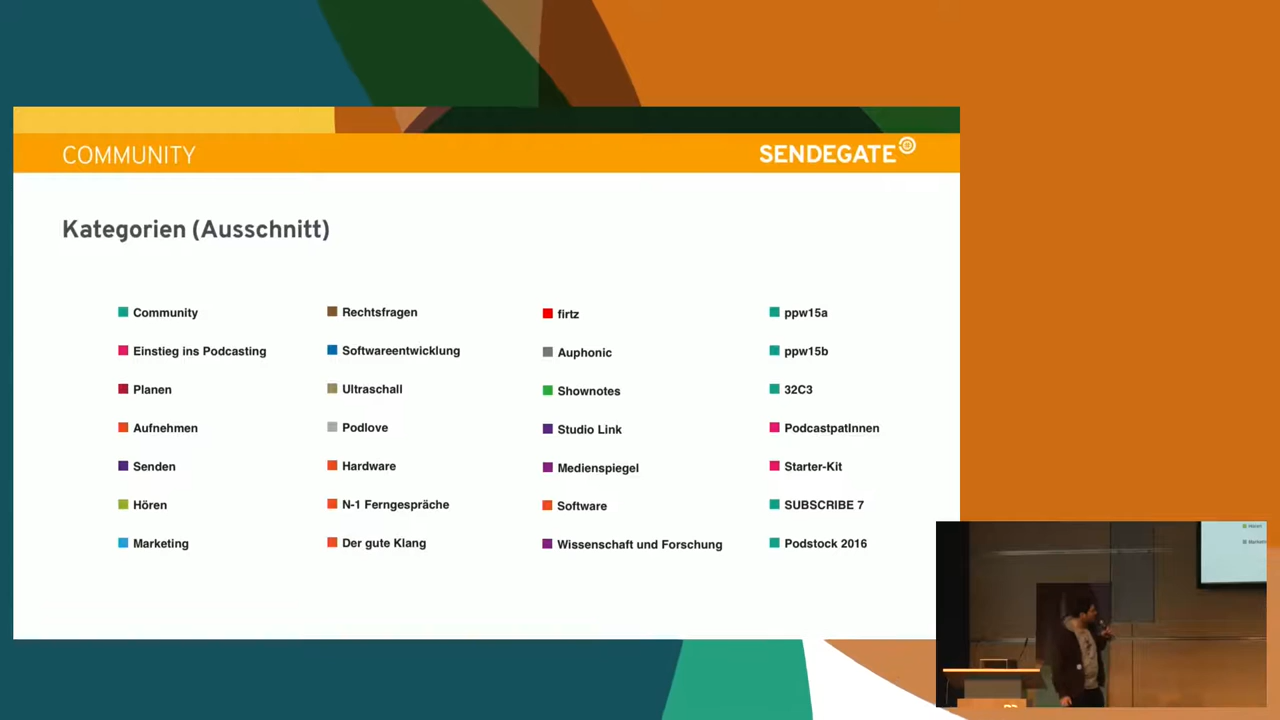 COMMUNITY
SENDEGATE
Kategorien (Ausschnitt)
Community
Einstieg ins Podcasting
Planen
Aufnehmen
Senden
Hören
Marketing
Rechtsfragen
Softwareentwicklung
Ultraschall
Podlove
Hardware
N-1 Ferngespräche
Der gute Klang
firtz
Auphonic
Shownotes
Studio Link
Medienspiegel
Software
Wissenschaft und Forschung
ppw15a
ppw15b
32C3
PodcastpatInnen
Starter-Kit
SUBSCRIBE 7
Podstock 2016
Hören